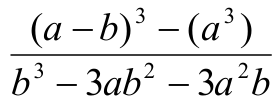 (a – b)³ – (a³)
b³ – 3ab² – 3a²b